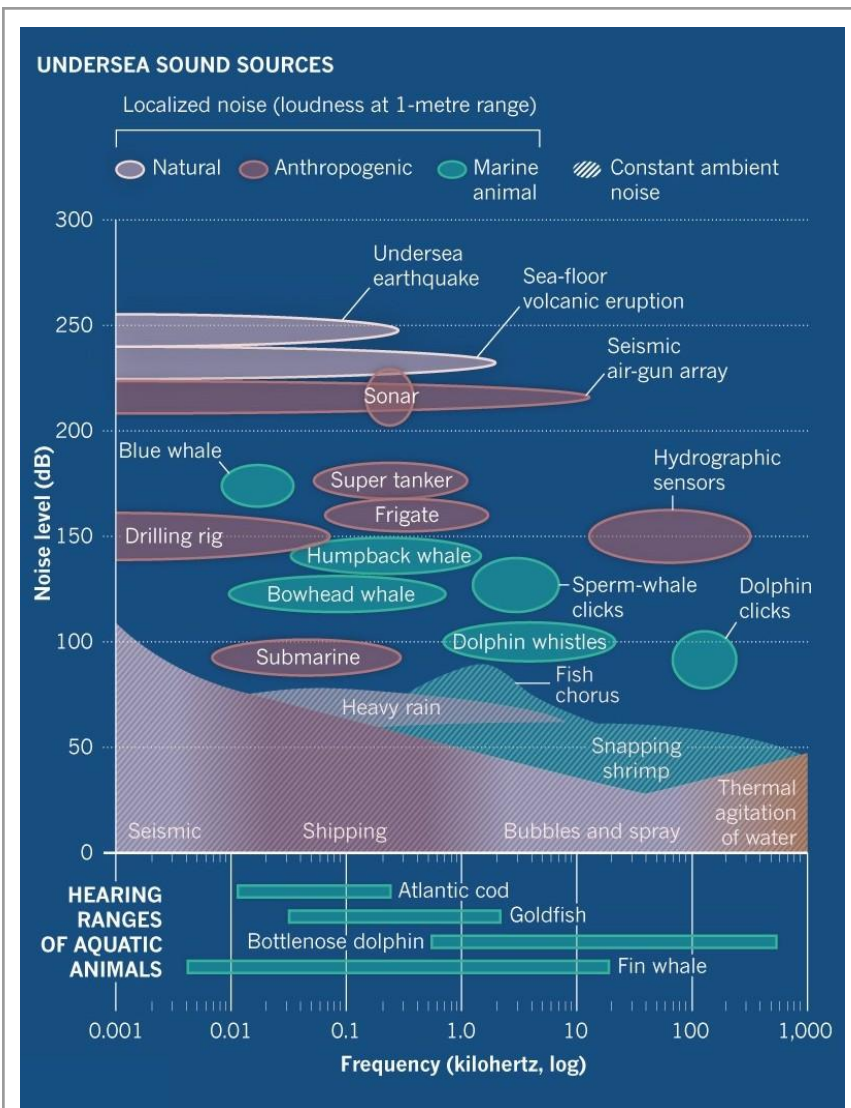 UNDERSEA SOUND SOURCES
Localized noise (loudness at 1-metre range)
Natural
Anthropogenic
Marine
animal
Constant ambient
noise
300
250
200
150
100
50
0
Noise level (dB)
Undersea
earthquake
Sea-floor
volcanic eruption
Seismic
air-gun array
Sonar
Blue whale
Super tanker
Hydrographic
sensors
Frigate
Drilling rig
Humpback whale
Bowhead whale
Sperm-whale
clicks
Dolphin
clicks
Dolphin whistles
Submarine
Fish
chorus
Heavy rain
Snapping
shrimp
Thermal
agitation
of water
Seismic
Shipping
Bubbles and spray
HEARING
RANGES
OF AQUATIC
ANIMALS
Atlantic cod
Goldfish
Bottlenose dolphin
Fin whale
0.001 0.01 0.1 1.0 10 100 1,000
Frequency (kilohertz, log)